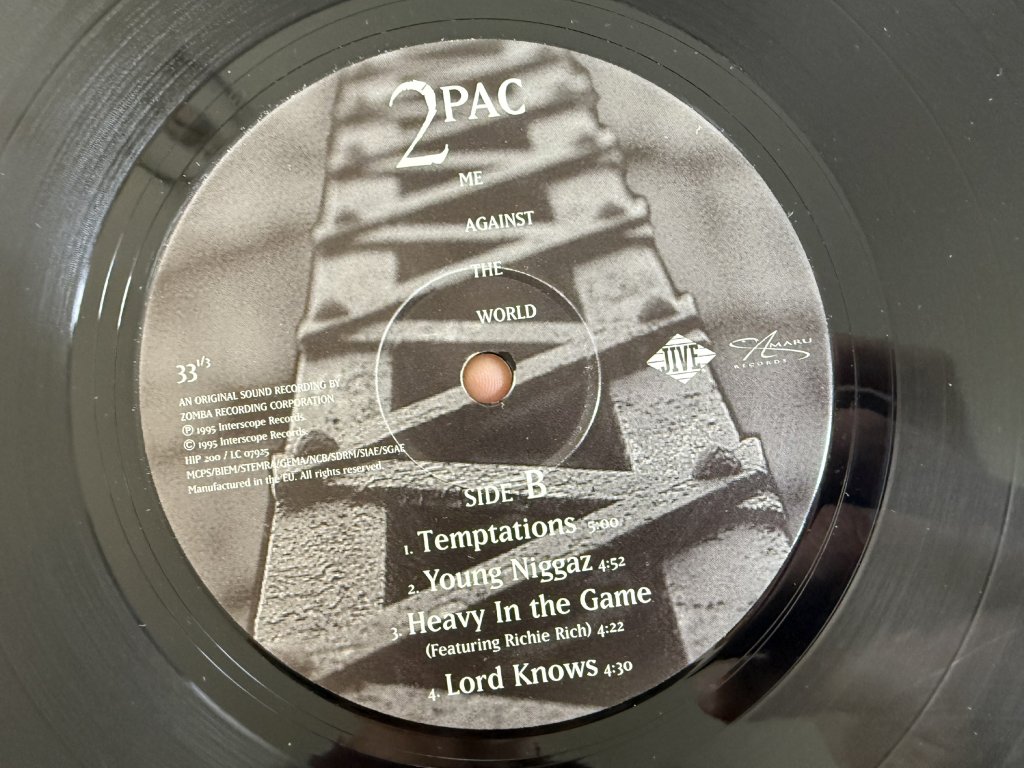 2PAC
ME
AGAINST
THE
WORLD
JIVE
AMARU
RECORDS
33 1/3
AN ORIGINAL SOUND RECORDING BY
ZOMBA RECORDING CORPORATION
℗ 1995 Interscope Records.
© 1995 Interscope Records.
HIP 200 / LC 07925
MCPS/BIEM/STEMRA/GEMA/NCB/SDRM/SIAE/SGAE
Manufactured in the EU. All rights reserved.
SIDE B
1. Temptations 5:00
2. Young Niggaz 4:52
3. Heavy In the Game
(Featuring Richie Rich) 4:22
4. Lord Knows 4:30